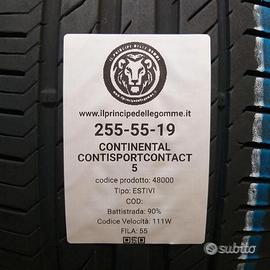 IL PRINCIPE DELLE GOMME
www.ilprincipedellegomme.it
255-55-19
CONTINENTAL
CONTISPORTCONTACT
5
codice prodotto: 48000
Tipo: ESTIVI
COD:
Battistrada: 90%
Codice Velocità: 111W
FILA: 55
subito